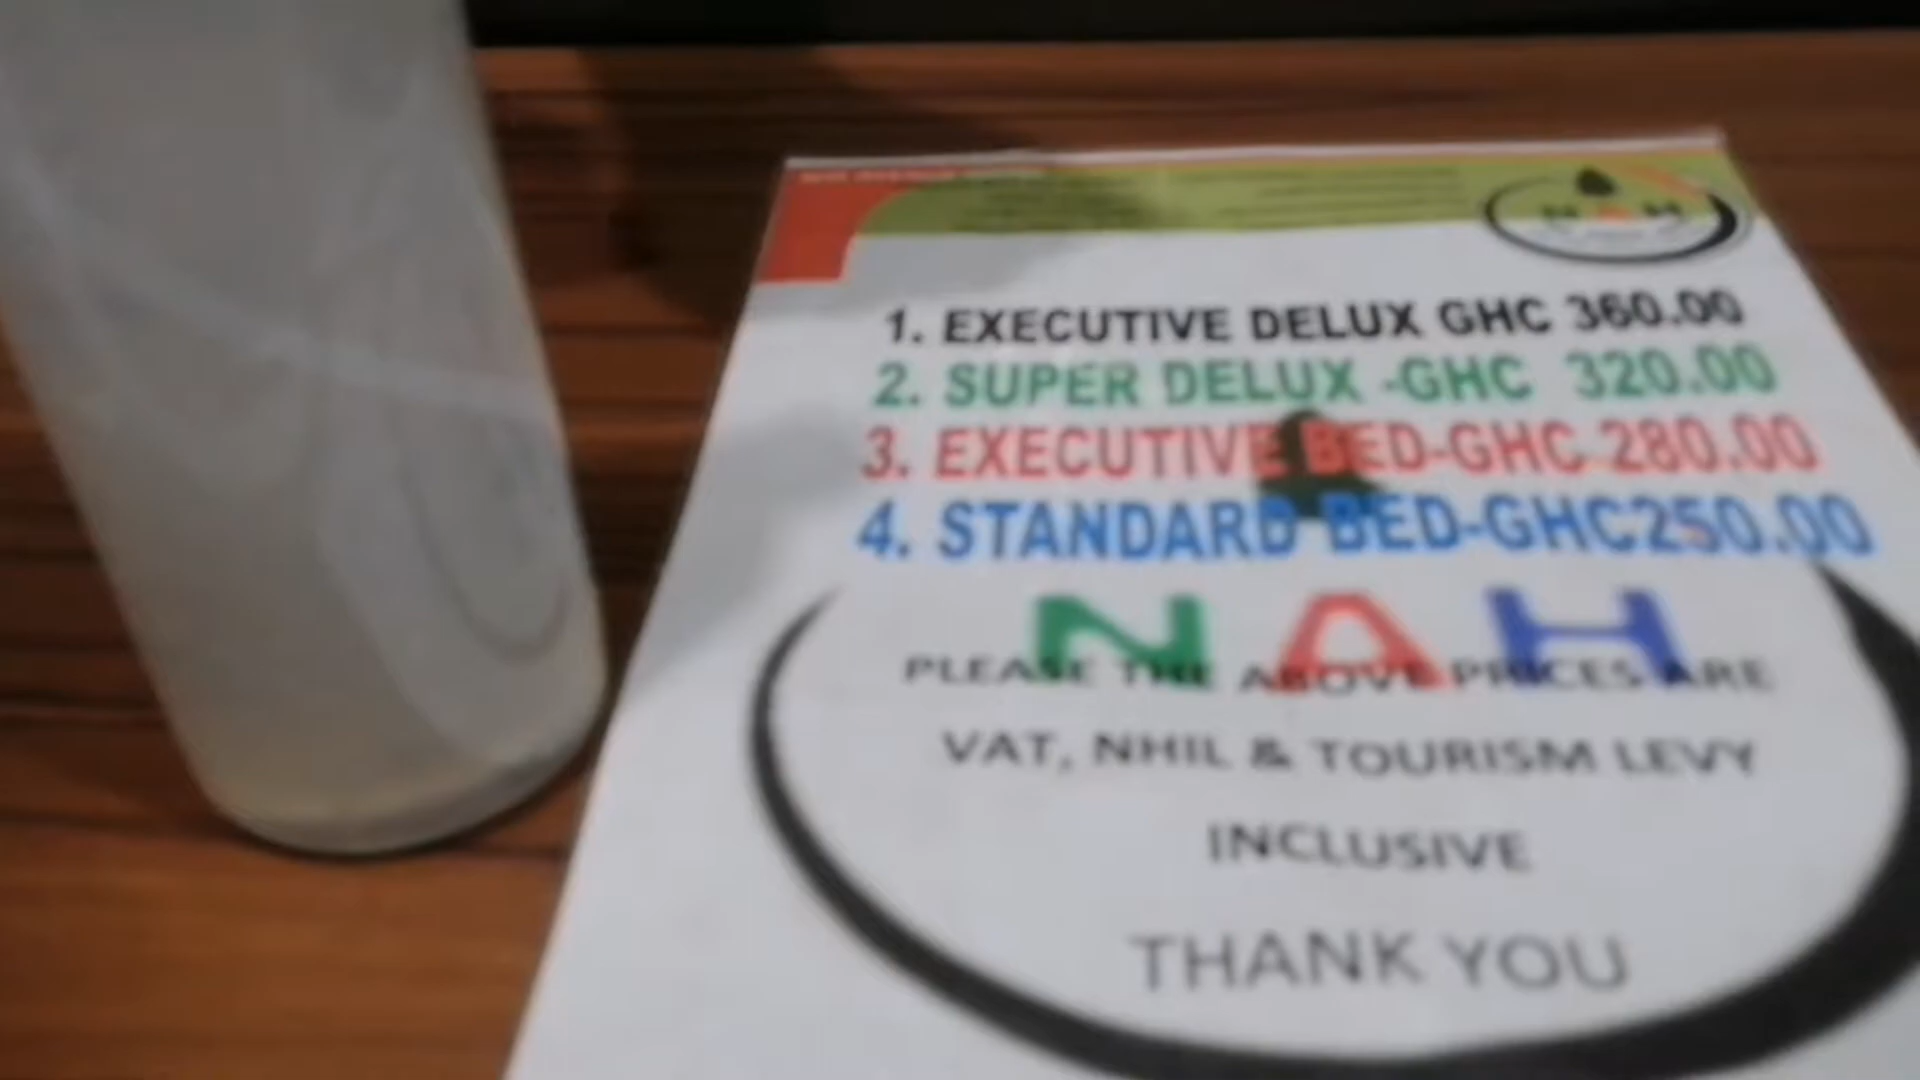 NAH
1. EXECUTIVE DELUX GHC 360.00
2. SUPER DELUX -GHC 320.00
3. EXECUTIVE BED-GHC 280.00
4. STANDARD BED-GHC250.00
NAH
PLEASE THE ABOVE PRICES ARE
VAT, NHIL & TOURISM LEVY
INCLUSIVE
THANK YOU